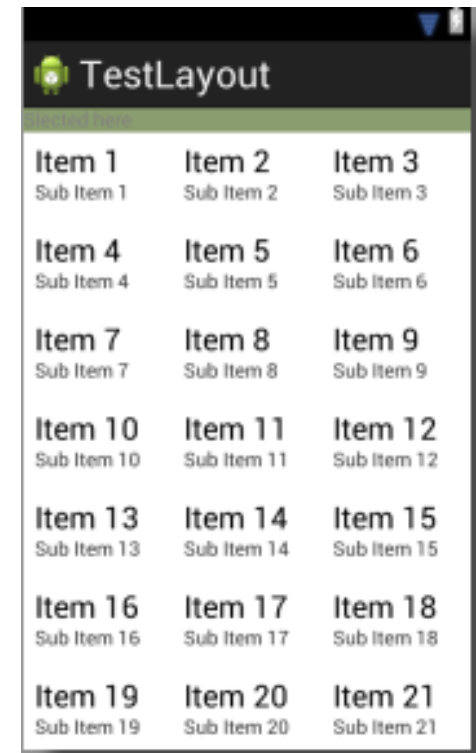 TestLayout
Slected here
Item 1 Item 2 Item 3
Sub Item 1 Sub Item 2 Sub Item 3
Item 4 Item 5 Item 6
Sub Item 4 Sub Item 5 Sub Item 6
Item 7 Item 8 Item 9
Sub Item 7 Sub Item 8 Sub Item 9
Item 10 Item 11 Item 12
Sub Item 10 Sub Item 11 Sub Item 12
Item 13 Item 14 Item 15
Sub Item 13 Sub Item 14 Sub Item 15
Item 16 Item 17 Item 18
Sub Item 16 Sub Item 17 Sub Item 18
Item 19 Item 20 Item 21
Sub Item 19 Sub Item 20 Sub Item 21